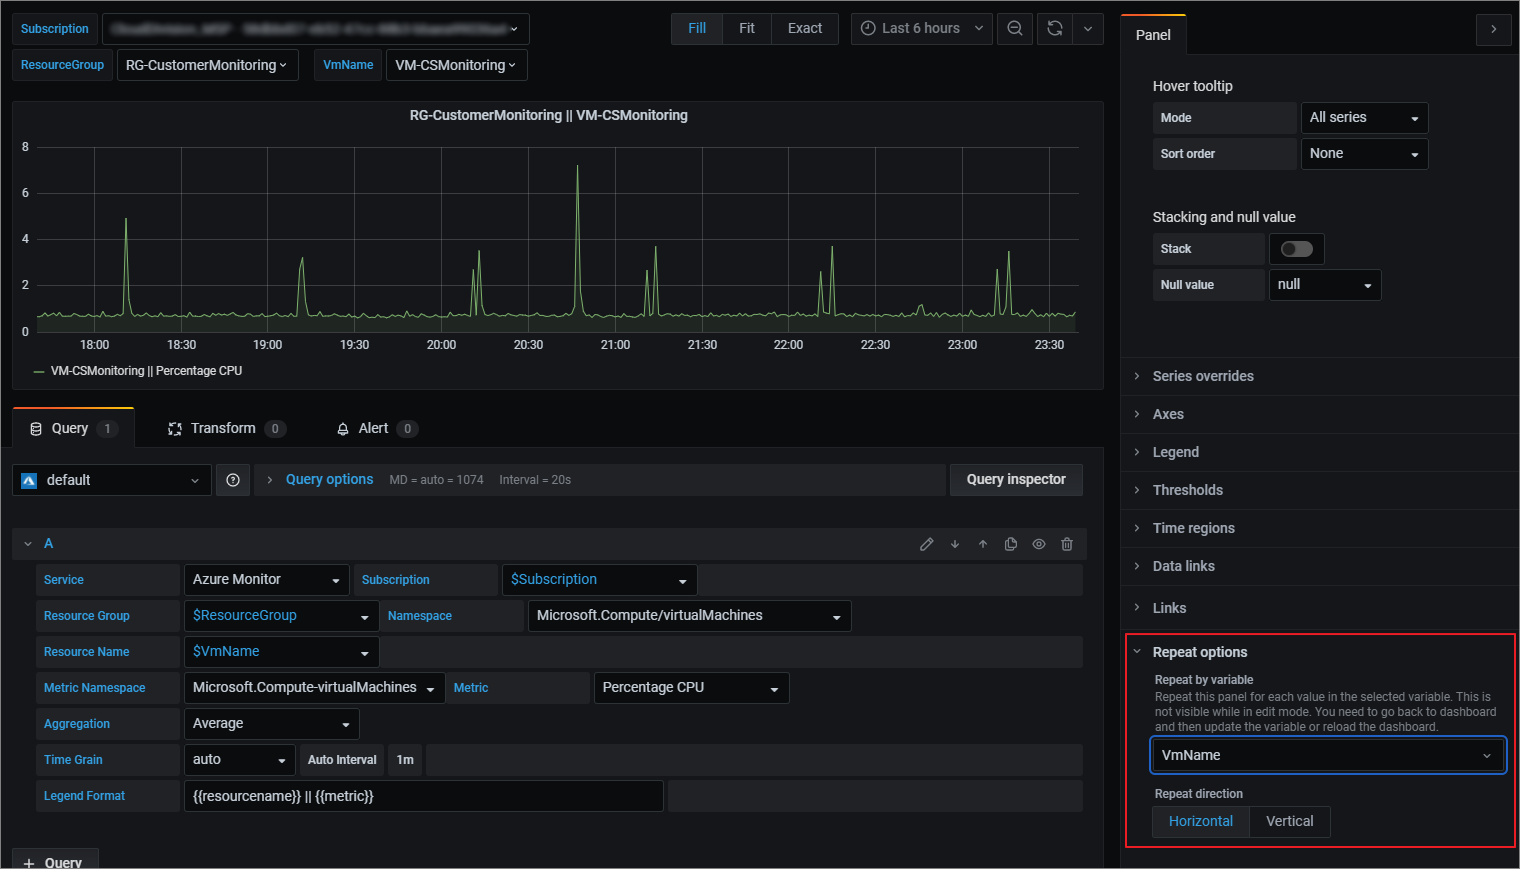 Subscription
Fill Fit Exact
Last 6 hours
Panel
ResourceGroup RG-CustomerMonitoring VmName VM-CSMonitoring
RG-CustomerMonitoring || VM-CSMonitoring
8
6
4
2
0
18:00 18:30 19:00 19:30 20:00 20:30 21:00 21:30 22:00 22:30 23:00 23:30
VM-CSMonitoring || Percentage CPU
Query 1 Transform 0 Alert 0
default
Query options MD = auto = 1074 Interval = 20s
Query inspector
A
Service Azure Monitor Subscription $Subscription
Resource Group $ResourceGroup Namespace Microsoft.Compute/virtualMachines
Resource Name $VmName
Metric Namespace Microsoft.Compute-virtualMachines Metric Percentage CPU
Aggregation Average
Time Grain auto Auto Interval 1m
Legend Format {{resourcename}} || {{metric}}
+ Query
Hover tooltip
Mode All series
Sort order None
Stacking and null value
Stack
Null value null
Series overrides
Axes
Legend
Thresholds
Time regions
Data links
Links
Repeat options
Repeat by variable
Repeat this panel for each value in the selected variable. This is
not visible while in edit mode. You need to go back to dashboard
and then update the variable or reload the dashboard.
VmName
Repeat direction
Horizontal Vertical